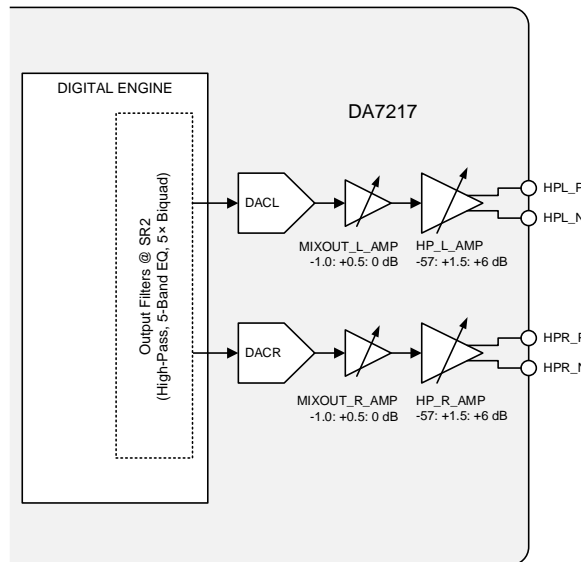 DIGITAL ENGINE
DA7217
Output Filters @ SR2
(High-Pass, 5-Band EQ, 5× Biquad)
DACL
HPL_P
HPL_N
MIXOUT_L_AMP
-1.0: +0.5: 0 dB
HP_L_AMP
-57: +1.5: +6 dB
DACR
HPR_P
HPR_N
MIXOUT_R_AMP
-1.0: +0.5: 0 dB
HP_R_AMP
-57: +1.5: +6 dB